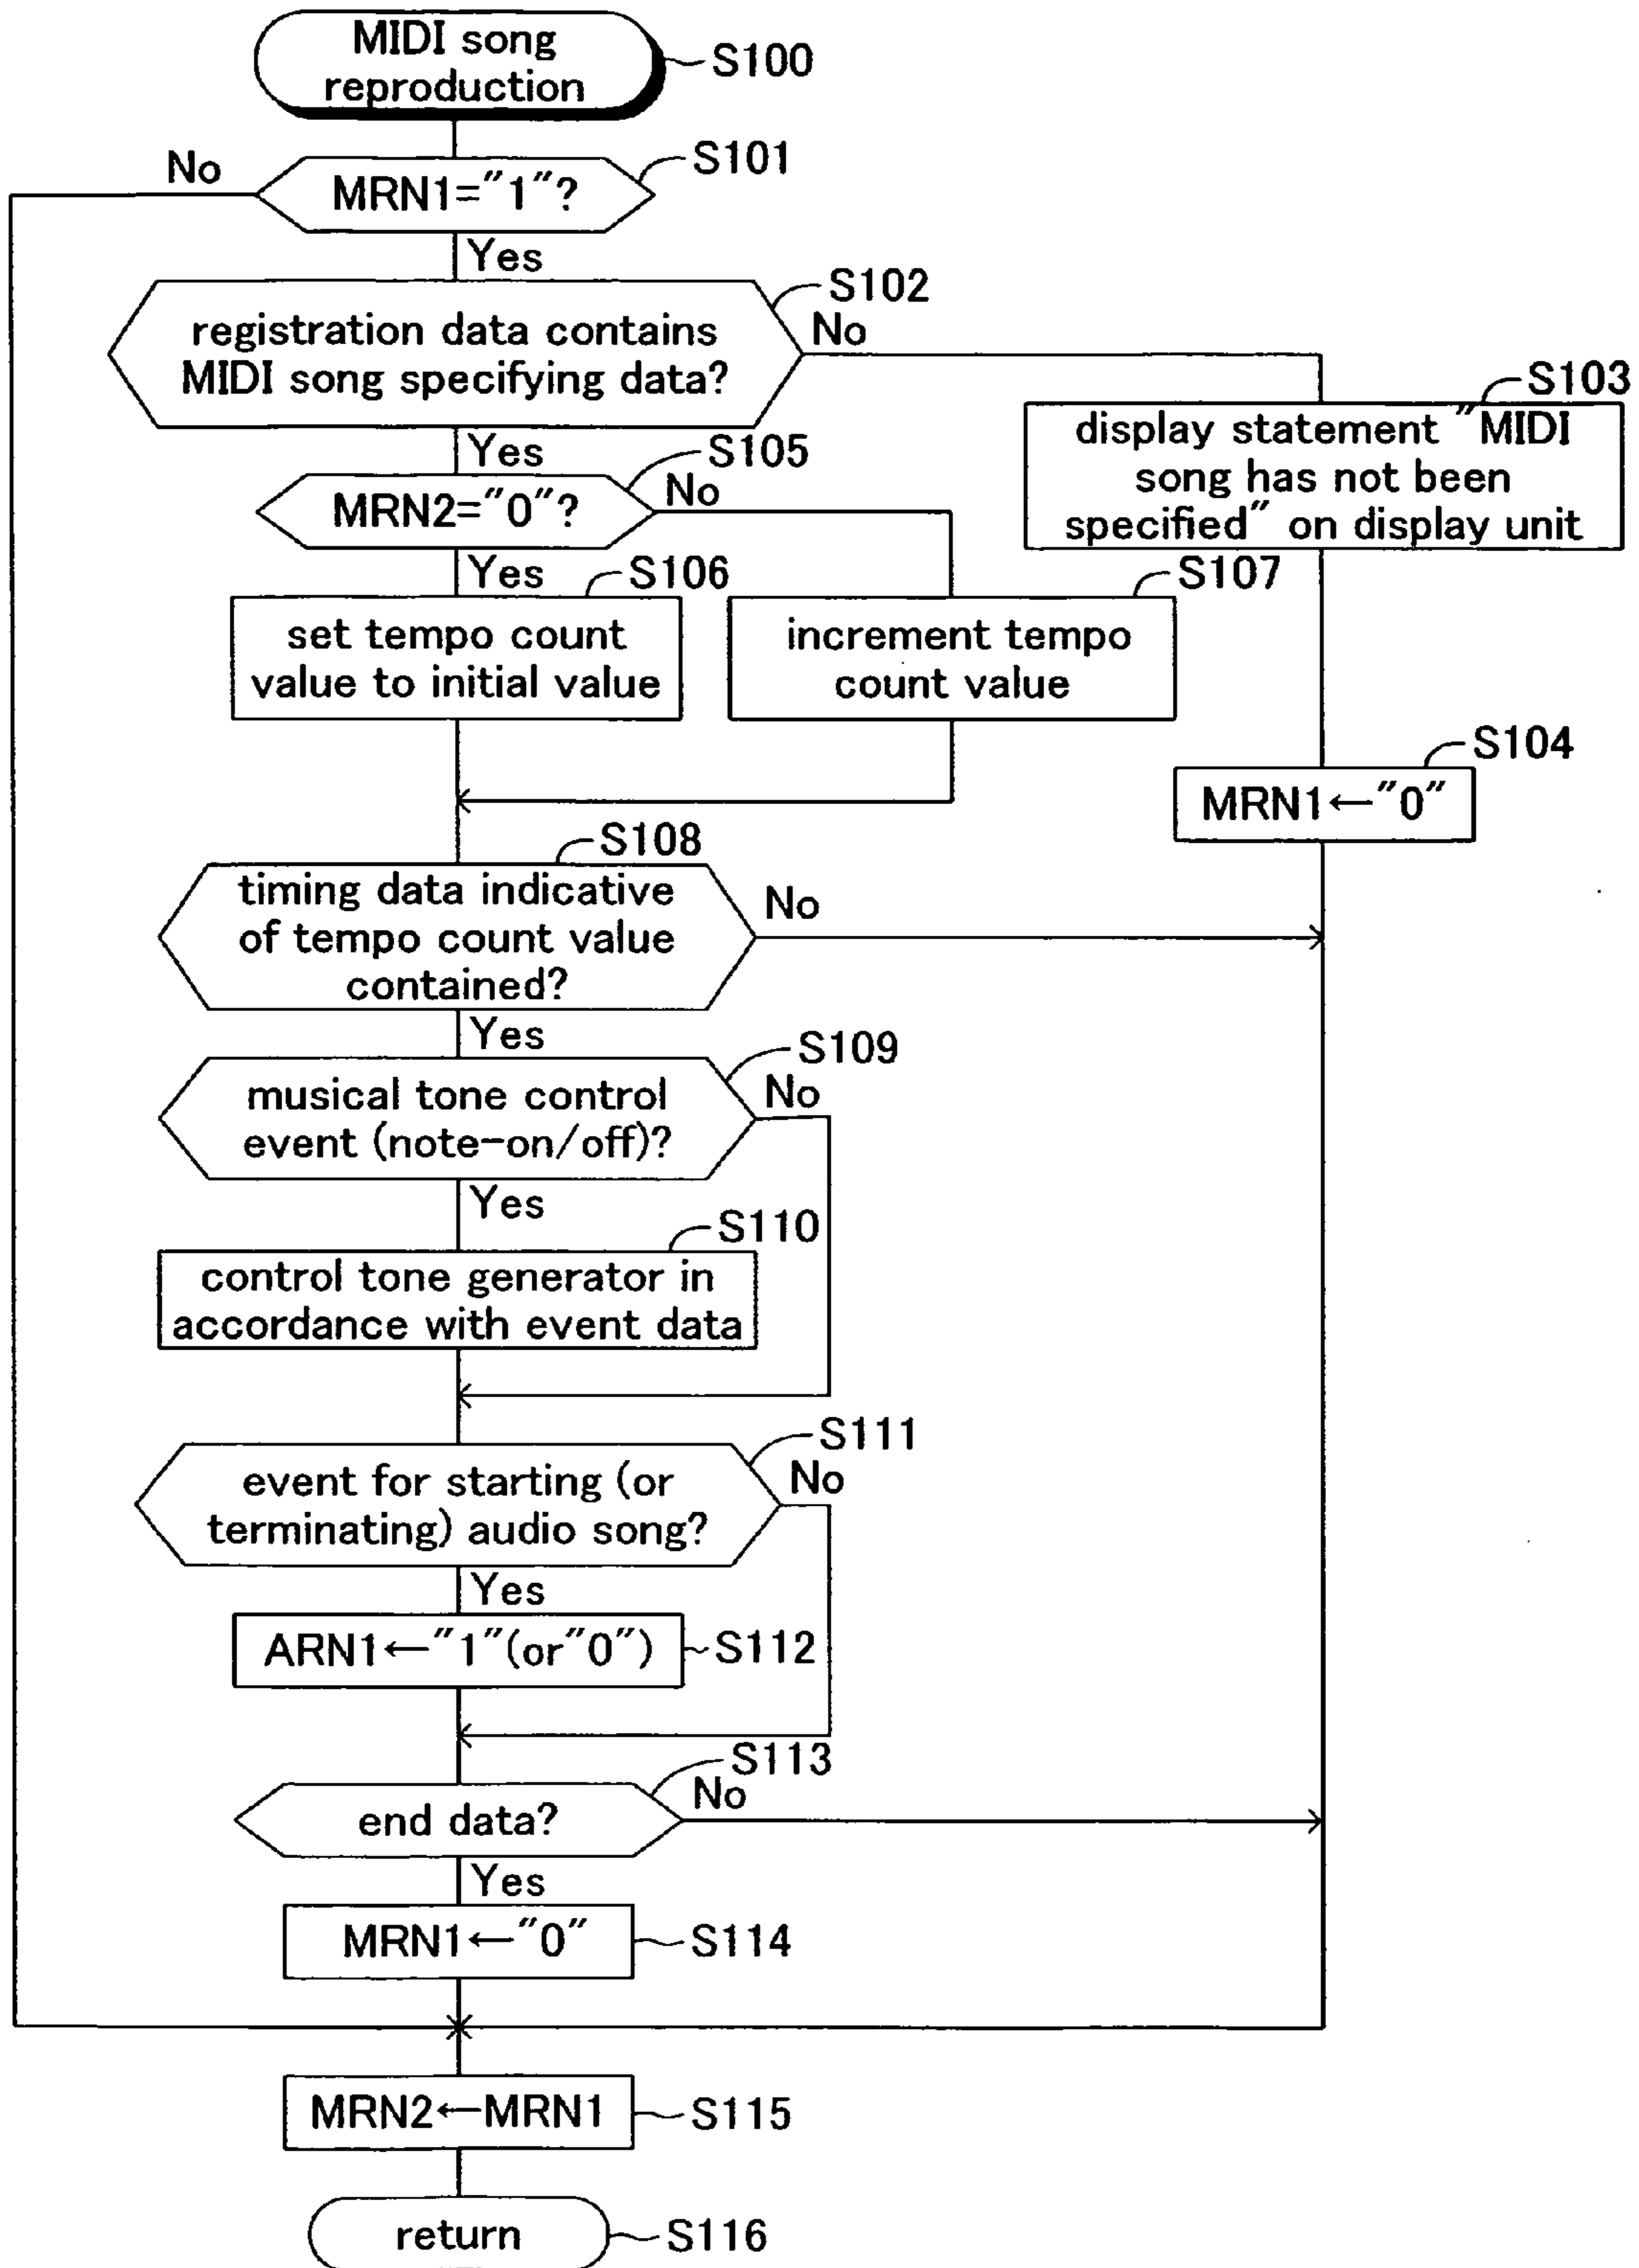 MIDI song
reproduction
S100
S101
No
MRN1="1"?
Yes
S102
registration data contains
MIDI song specifying data?
No
S103
display statement "MIDI
song has not been
specified" on display unit
Yes
S105
MRN2="0"?
No
Yes
S106
set tempo count
value to initial value
S107
increment tempo
count value
S104
MRN1←"0"
S108
timing data indicative
of tempo count value
contained?
No
Yes
S109
musical tone control
event (note-on/off)?
No
Yes
S110
control tone generator in
accordance with event data
S111
event for starting (or
terminating) audio song?
No
Yes
ARN1←"1"(or"0")
S112
S113
end data?
No
Yes
MRN1←"0"
S114
MRN2←MRN1
S115
return
S116